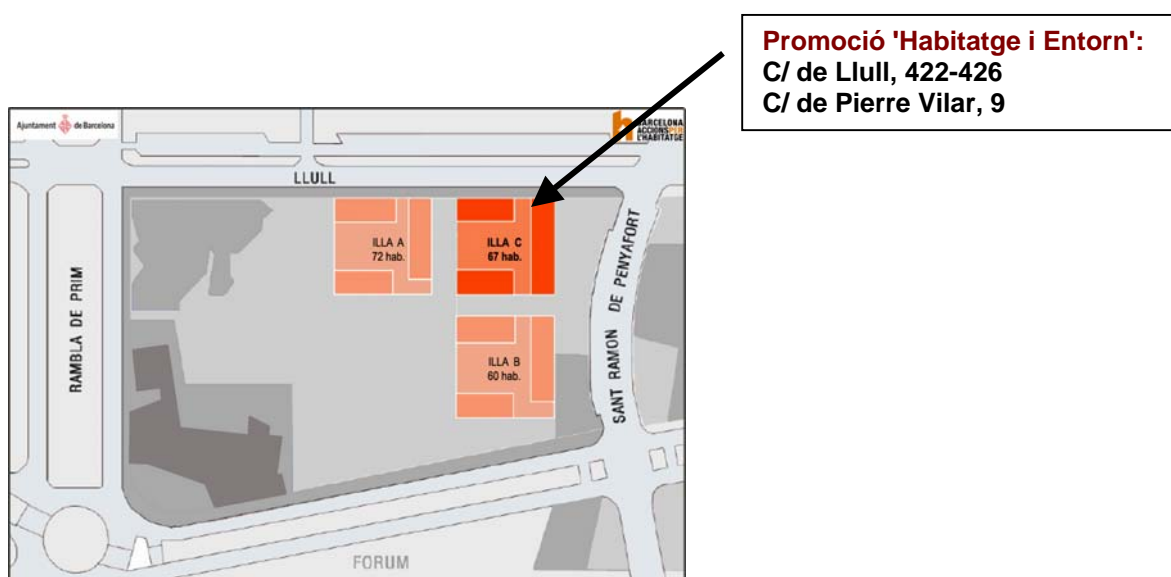 Promoció 'Habitatge i Entorn':
C/ de Llull, 422-426
C/ de Pierre Vilar, 9
Ajuntament de Barcelona
BARCELONA
ACCIONS PER
L'HABITATGE
LLULL
ILLA A
72 hab.
ILLA C
67 hab.
ILLA B
60 hab.
RAMBLA DE PRIM
SANT RAMON DE PENYAFORT
FORUM